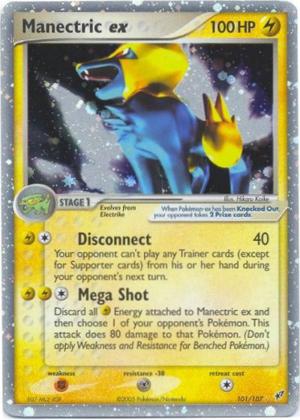 Manectric ex 100 HP
Illus. Hikaru Koike
STAGE 1 Evolves from Electrike
When Pokémon-ex has been Knocked Out, your opponent takes 2 Prize cards.
Disconnect 40
Your opponent can't play any Trainer cards (except
for Supporter cards) from his or her hand during
your opponent's next turn.
Mega Shot
Discard all Energy attached to Manectric ex and
then choose 1 of your opponent's Pokémon. This
attack does 80 damage to that Pokémon. (Don't
apply Weakness and Resistance for Benched Pokémon.)
weakness resistance -30 retreat cost
©2005 Pokémon/Nintendo 101/107